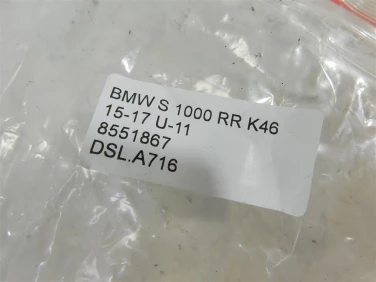 BMW S 1000 RR K46
15-17 U-11
8551867
DSL.A716